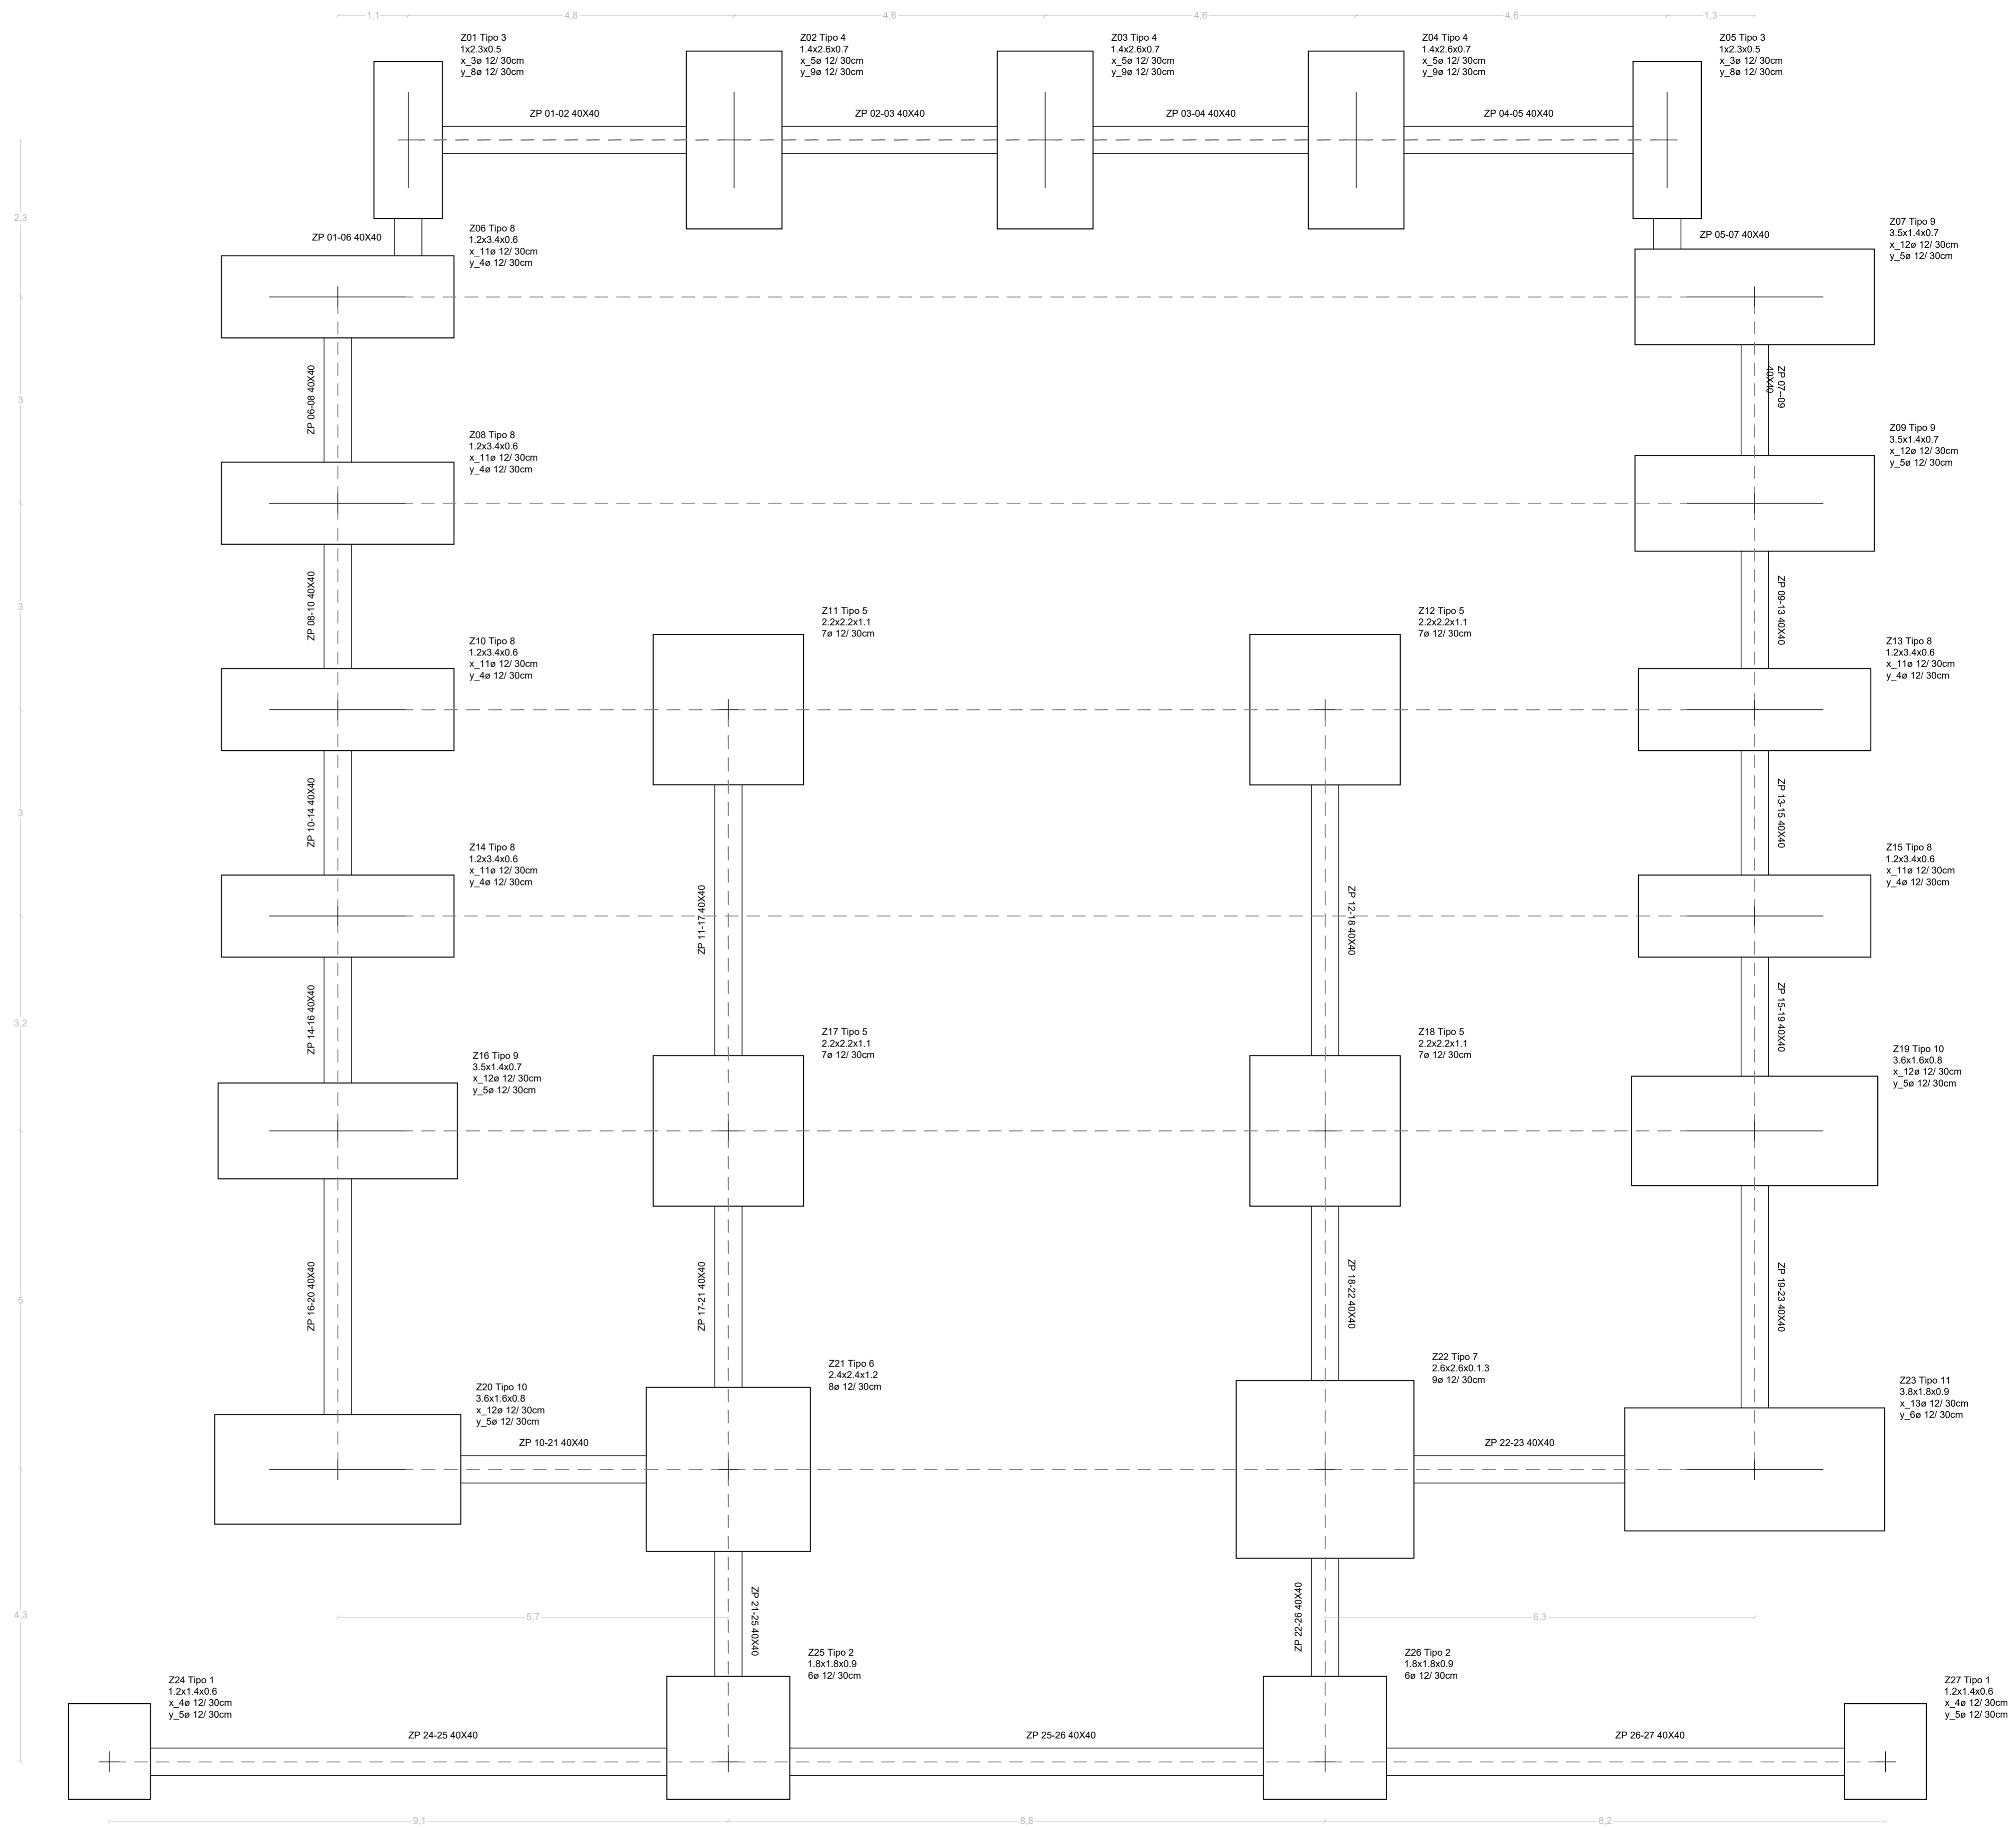 1,1
4,8
4,6
4,6
4,6
1,3
Z01 Tipo 3
1x2.3x0.5
x_3ø 12/ 30cm
y_8ø 12/ 30cm
Z02 Tipo 4
1.4x2.6x0.7
x_5ø 12/ 30cm
y_9ø 12/ 30cm
Z03 Tipo 4
1.4x2.6x0.7
x_5ø 12/ 30cm
y_9ø 12/ 30cm
Z04 Tipo 4
1.4x2.6x0.7
x_5ø 12/ 30cm
y_9ø 12/ 30cm
Z05 Tipo 3
1x2.3x0.5
x_3ø 12/ 30cm
y_8ø 12/ 30cm
ZP 01-02 40X40
ZP 02-03 40X40
ZP 03-04 40X40
ZP 04-05 40X40
2,3
ZP 01-06 40X40
Z06 Tipo 8
1.2x3.4x0.6
x_11ø 12/ 30cm
y_4ø 12/ 30cm
ZP 05-07 40X40
Z07 Tipo 9
3.5x1.4x0.7
x_12ø 12/ 30cm
y_5ø 12/ 30cm
3
ZP 06-08 40X40
ZP 07--09
40X40
Z08 Tipo 8
1.2x3.4x0.6
x_11ø 12/ 30cm
y_4ø 12/ 30cm
Z09 Tipo 9
3.5x1.4x0.7
x_12ø 12/ 30cm
y_5ø 12/ 30cm
3
ZP 08-10 40X40
ZP 09-13 40X40
Z10 Tipo 8
1.2x3.4x0.6
x_11ø 12/ 30cm
y_4ø 12/ 30cm
Z11 Tipo 5
2.2x2.2x1.1
7ø 12/ 30cm
Z12 Tipo 5
2.2x2.2x1.1
7ø 12/ 30cm
Z13 Tipo 8
1.2x3.4x0.6
x_11ø 12/ 30cm
y_4ø 12/ 30cm
3
ZP 10-14 40X40
ZP 13-15 40X40
Z14 Tipo 8
1.2x3.4x0.6
x_11ø 12/ 30cm
y_4ø 12/ 30cm
ZP 11-17 40X40
ZP 12-18 40X40
Z15 Tipo 8
1.2x3.4x0.6
x_11ø 12/ 30cm
y_4ø 12/ 30cm
3,2
ZP 14-16 40X40
ZP 15-19 40X40
Z16 Tipo 9
3.5x1.4x0.7
x_12ø 12/ 30cm
y_5ø 12/ 30cm
Z17 Tipo 5
2.2x2.2x1.1
7ø 12/ 30cm
Z18 Tipo 5
2.2x2.2x1.1
7ø 12/ 30cm
Z19 Tipo 10
3.6x1.6x0.8
x_12ø 12/ 30cm
y_5ø 12/ 30cm
5
ZP 16-20 40X40
ZP 17-21 40X40
ZP 18-22 40X40
ZP 19-23 40X40
Z20 Tipo 10
3.6x1.6x0.8
x_12ø 12/ 30cm
y_5ø 12/ 30cm
Z21 Tipo 6
2.4x2.4x1.2
8ø 12/ 30cm
Z22 Tipo 7
2.6x2.6x0.1.3
9ø 12/ 30cm
Z23 Tipo 11
3.8x1.8x0.9
x_13ø 12/ 30cm
y_6ø 12/ 30cm
ZP 10-21 40X40
ZP 22-23 40X40
4,3
5,7
ZP 21-25 40X40
ZP 22-26 40X40
6,3
Z24 Tipo 1
1.2x1.4x0.6
x_4ø 12/ 30cm
y_5ø 12/ 30cm
Z25 Tipo 2
1.8x1.8x0.9
6ø 12/ 30cm
Z26 Tipo 2
1.8x1.8x0.9
6ø 12/ 30cm
Z27 Tipo 1
1.2x1.4x0.6
x_4ø 12/ 30cm
y_5ø 12/ 30cm
ZP 24-25 40X40
ZP 25-26 40X40
ZP 26-27 40X40
9,1
8,8
8,2